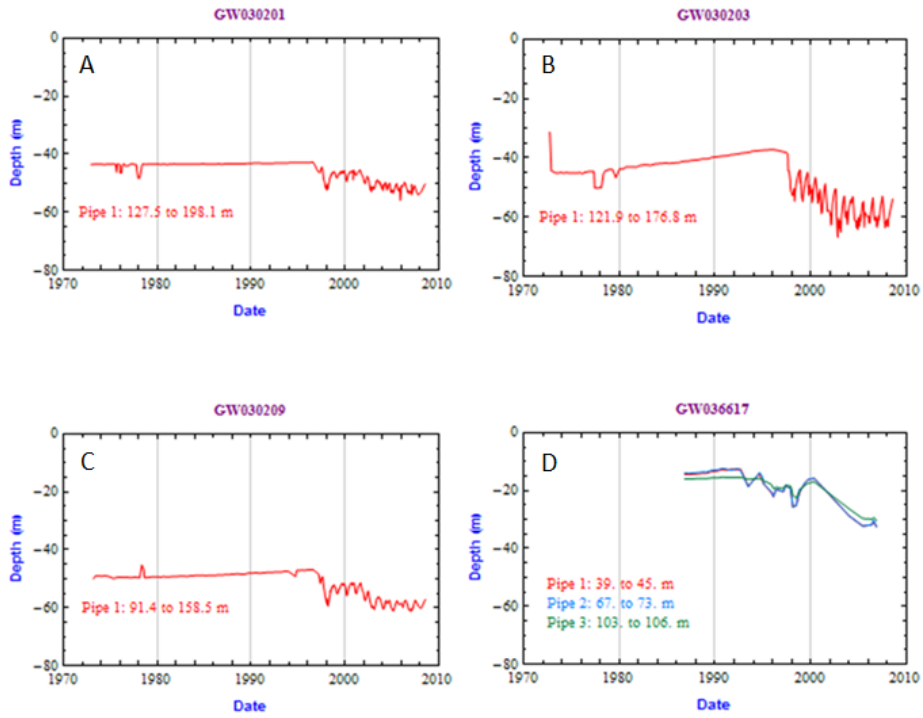 GW030201
A
0
−20
−40
−60
−80
Depth (m)
Pipe 1: 127.5 to 198.1 m
1970 1980 1990 2000 2010
Date
GW030203
B
0
−20
−40
−60
−80
Depth (m)
Pipe 1: 121.9 to 176.8 m
1970 1980 1990 2000 2010
Date
GW030209
C
0
−20
−40
−60
−80
Depth (m)
Pipe 1: 91.4 to 158.5 m
1970 1980 1990 2000 2010
Date
GW036617
D
0
−20
−40
−60
−80
Depth (m)
Pipe 1: 39. to 45. m
Pipe 2: 67. to 73. m
Pipe 3: 103. to 106. m
1970 1980 1990 2000 2010
Date